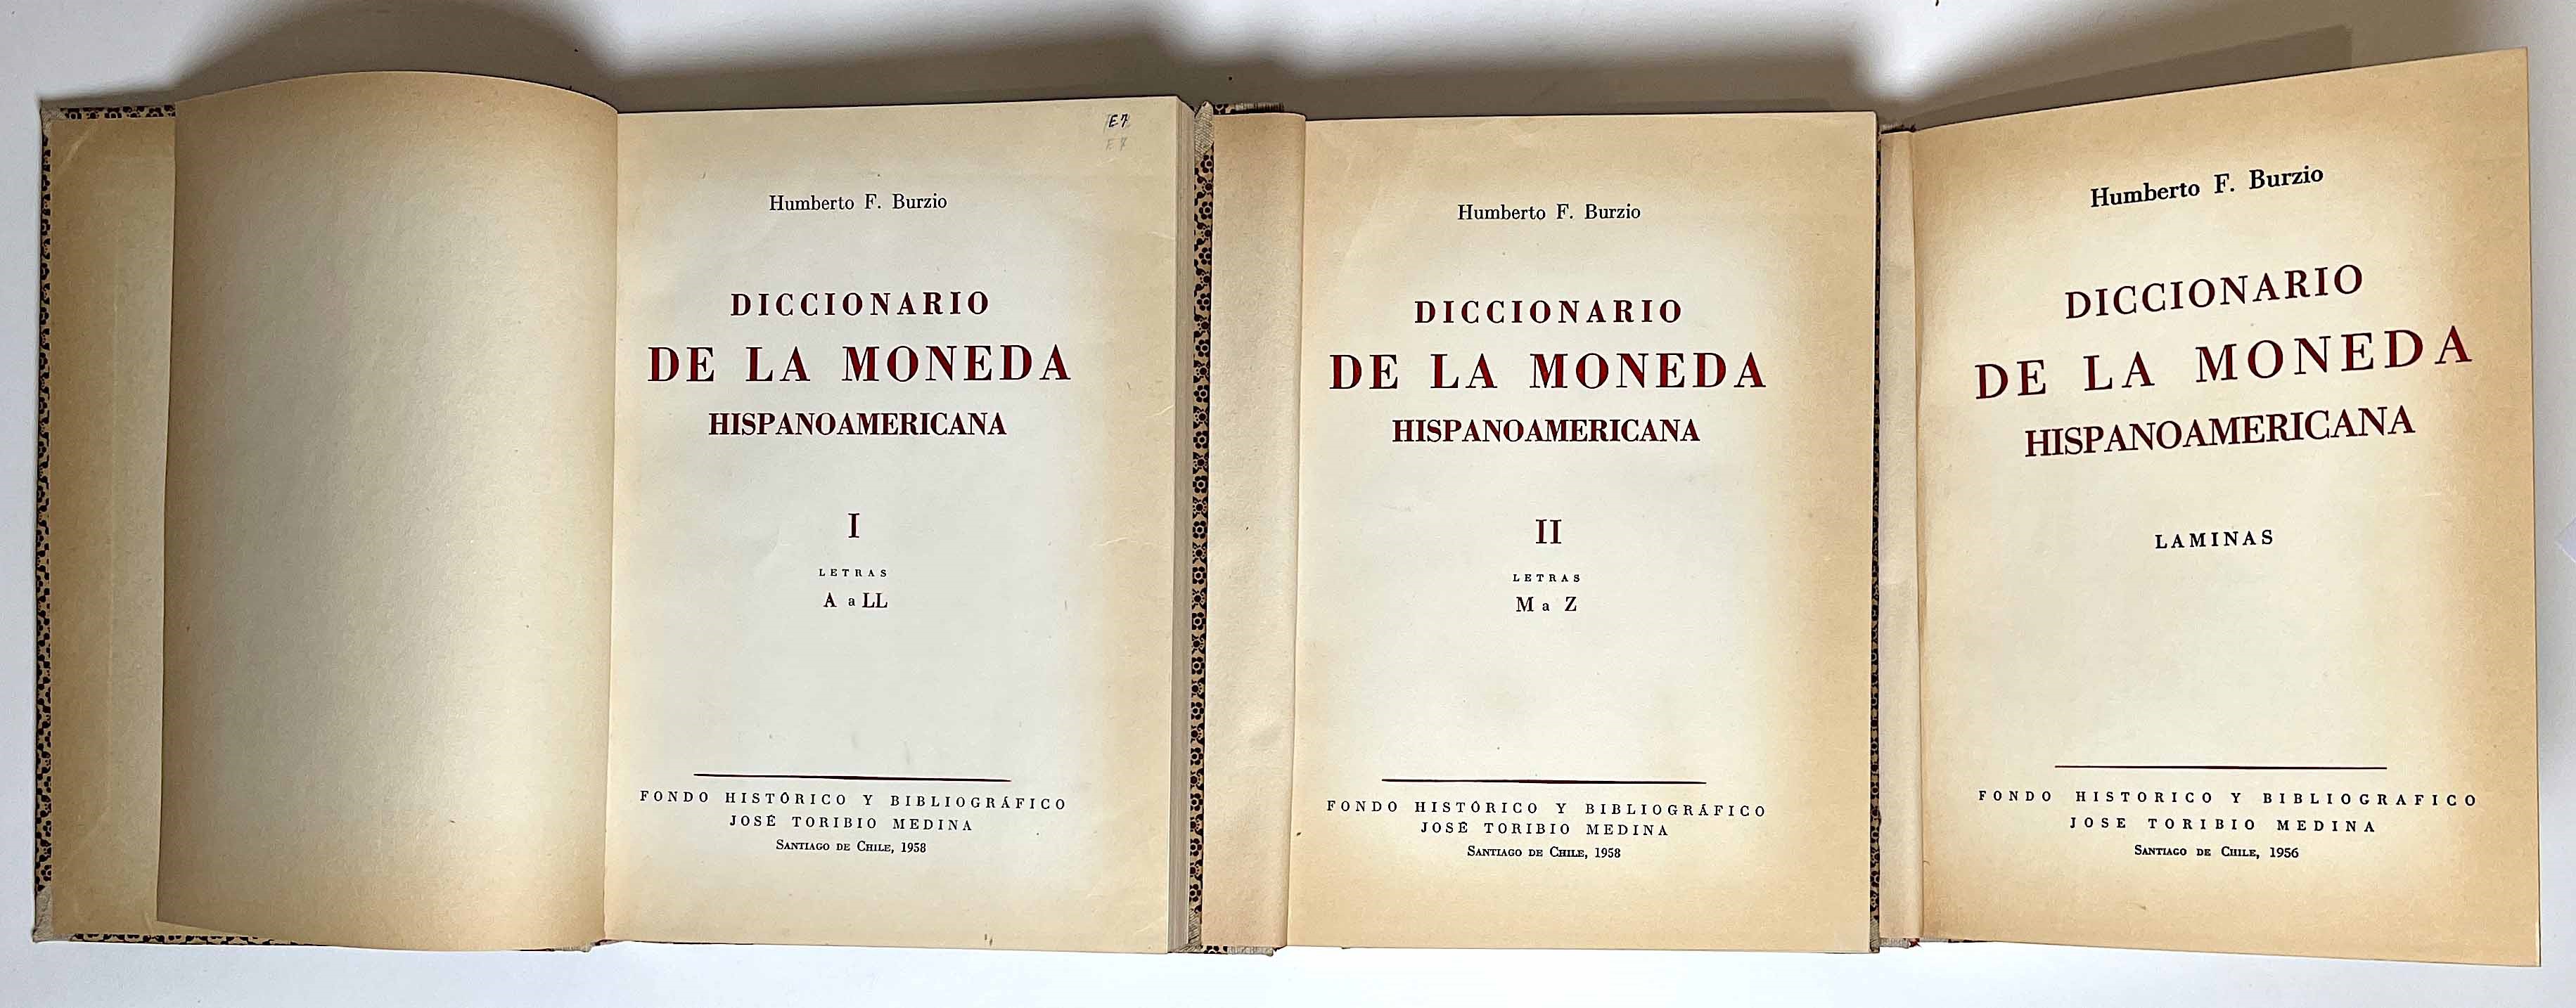 E 7
E 7
Humberto F. Burzio
DICCIONARIO
DE LA MONEDA
HISPANOAMERICANA
I
LETRAS
A a LL
FONDO HISTÓRICO Y BIBLIOGRÁFICO
JOSÉ TORIBIO MEDINA
SANTIAGO DE CHILE, 1958
Humberto F. Burzio
DICCIONARIO
DE LA MONEDA
HISPANOAMERICANA
II
LETRAS
M a Z
FONDO HISTÓRICO Y BIBLIOGRÁFICO
JOSÉ TORIBIO MEDINA
SANTIAGO DE CHILE, 1958
Humberto F. Burzio
DICCIONARIO
DE LA MONEDA
HISPANOAMERICANA
LAMINAS
FONDO HISTORICO Y BIBLIOGRAFICO
JOSE TORIBIO MEDINA
SANTIAGO DE CHILE, 1956